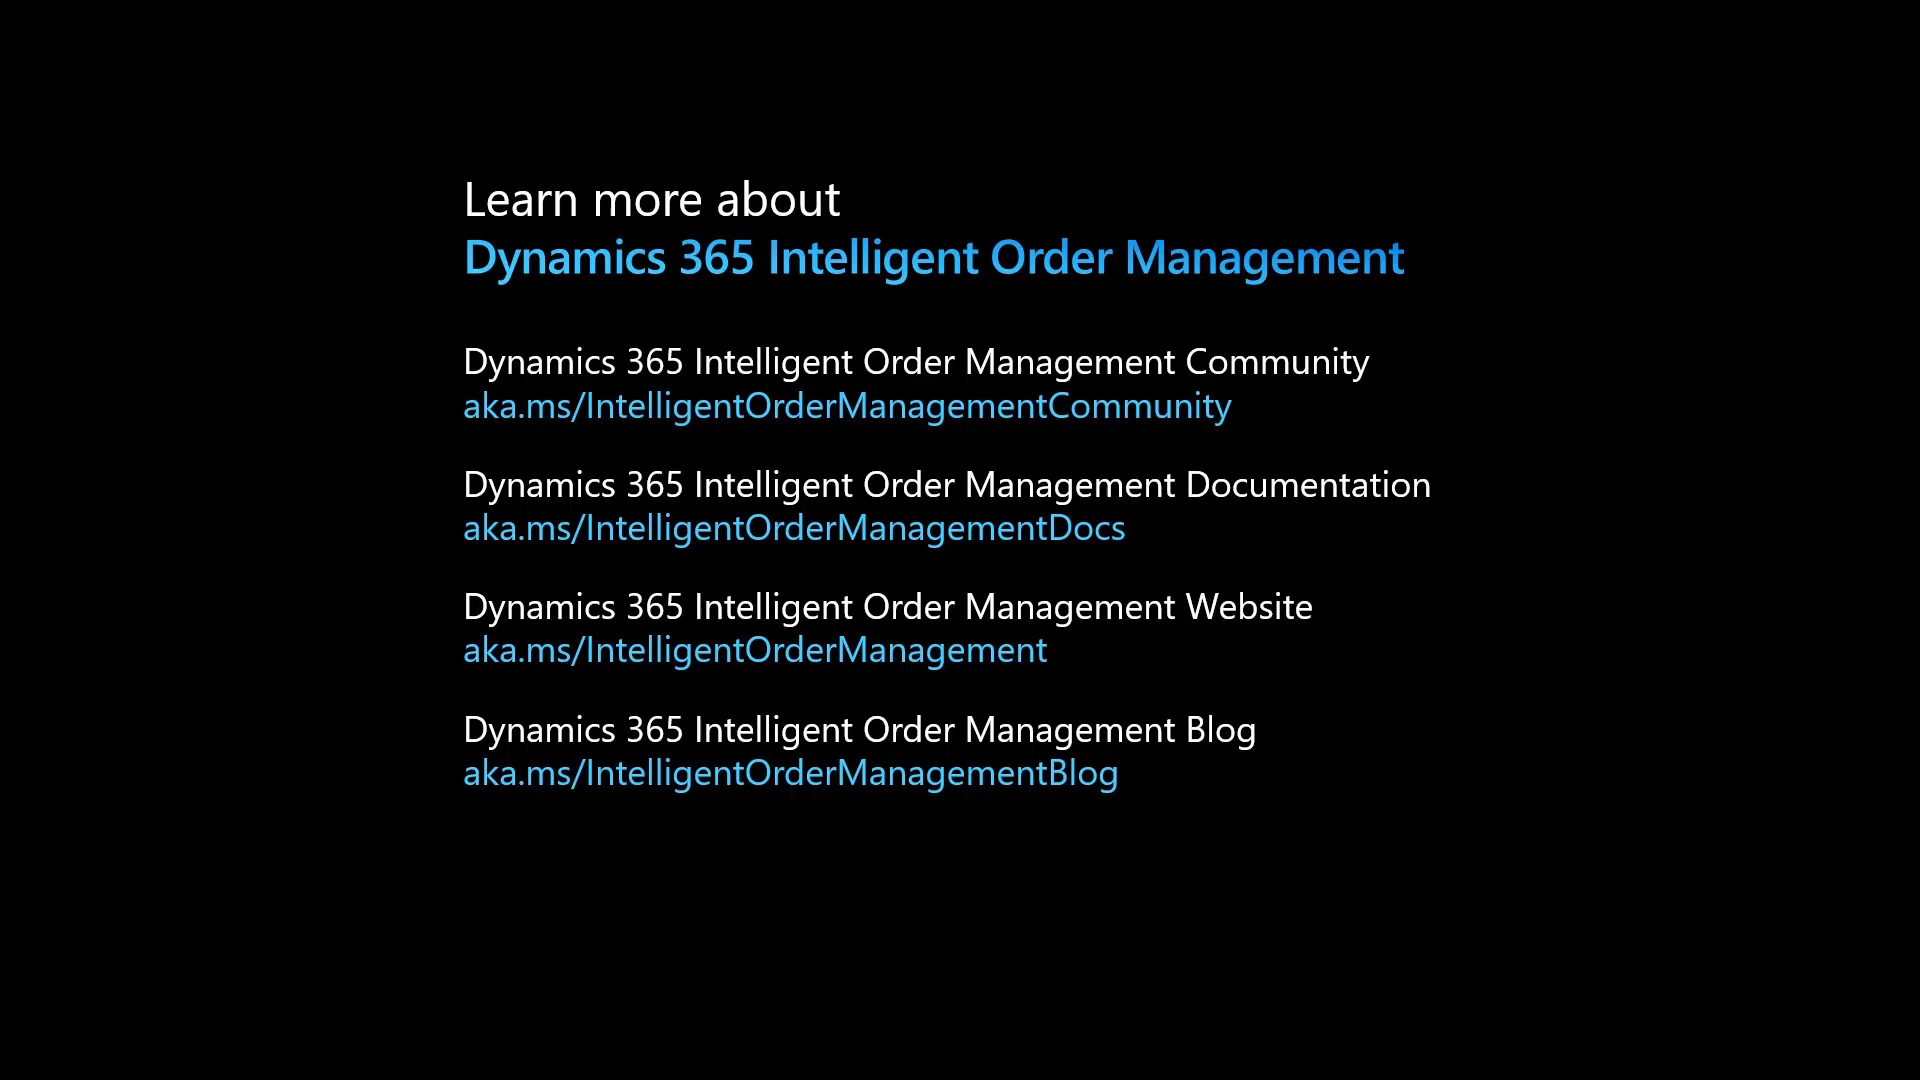 Learn more about
Dynamics 365 Intelligent Order Management
Dynamics 365 Intelligent Order Management Community
aka.ms/IntelligentOrderManagementCommunity
Dynamics 365 Intelligent Order Management Documentation
aka.ms/IntelligentOrderManagementDocs
Dynamics 365 Intelligent Order Management Website
aka.ms/IntelligentOrderManagement
Dynamics 365 Intelligent Order Management Blog
aka.ms/IntelligentOrderManagementBlog